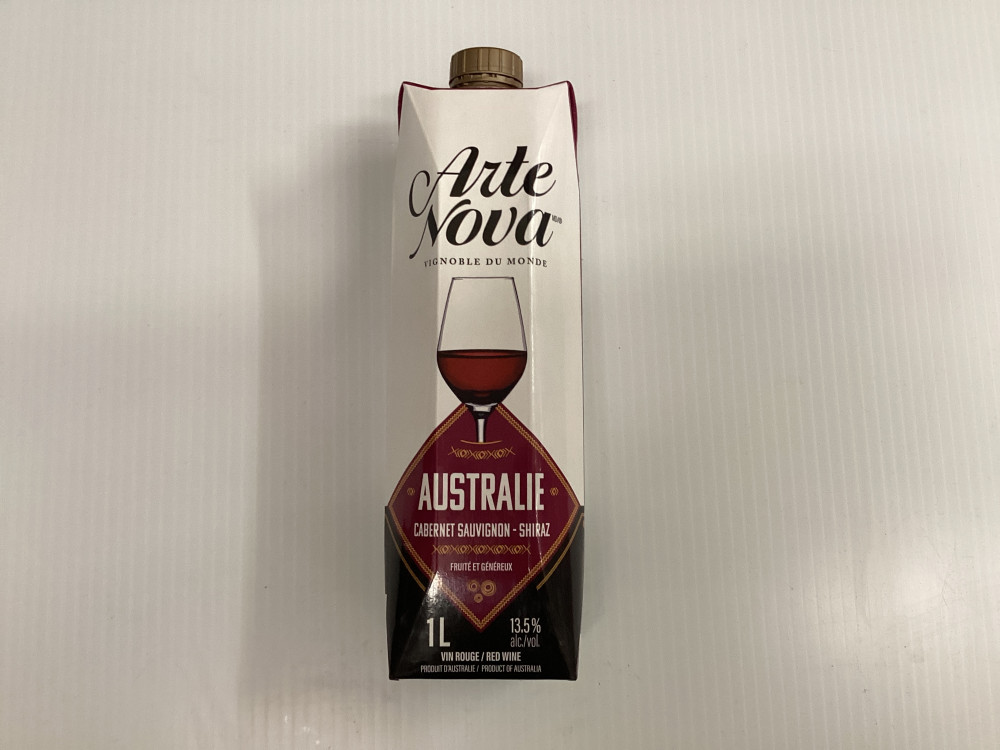 Arte
Nova MD/®
VIGNOBLE DU MONDE
AUSTRALIE
CABERNET SAUVIGNON - SHIRAZ
FRUITÉ ET GÉNÉREUX
1 L
13.5%
alc./vol.
VIN ROUGE / RED WINE
PRODUIT D'AUSTRALIE / PRODUCT OF AUSTRALIA